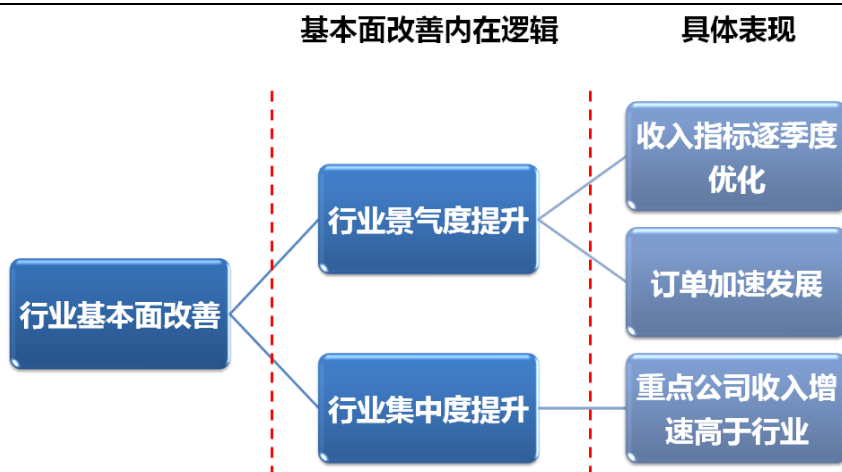 基本面改善内在逻辑
具体表现
收入指标逐季度
优化
行业景气度提升
订单加速发展
行业基本面改善
行业集中度提升
重点公司收入增
速高于行业